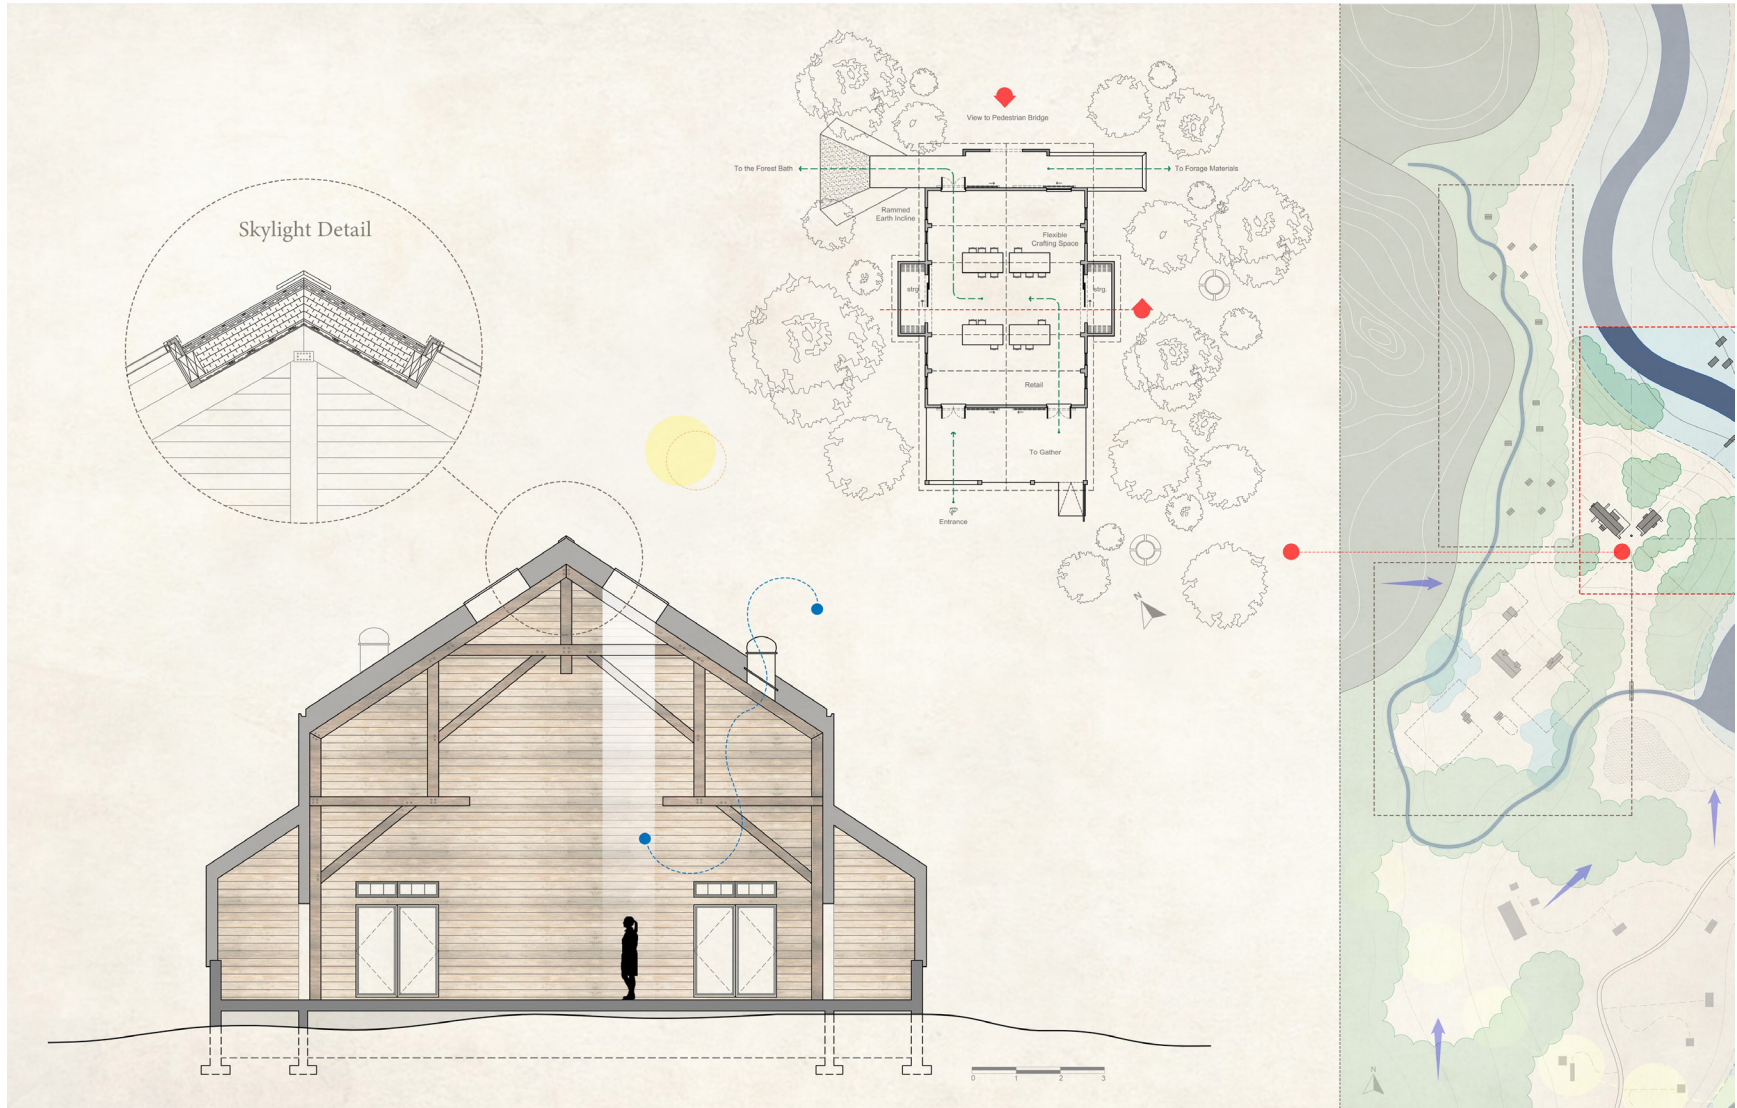 Skylight Detail
View to Pedestrian Bridge
To the Forest Bath
To Forage Materials
Rammed
Earth Incline
Flexible
Crafting Space
strg.
strg.
Retail
To Gather
Entrance
N
0 1 2 3
N